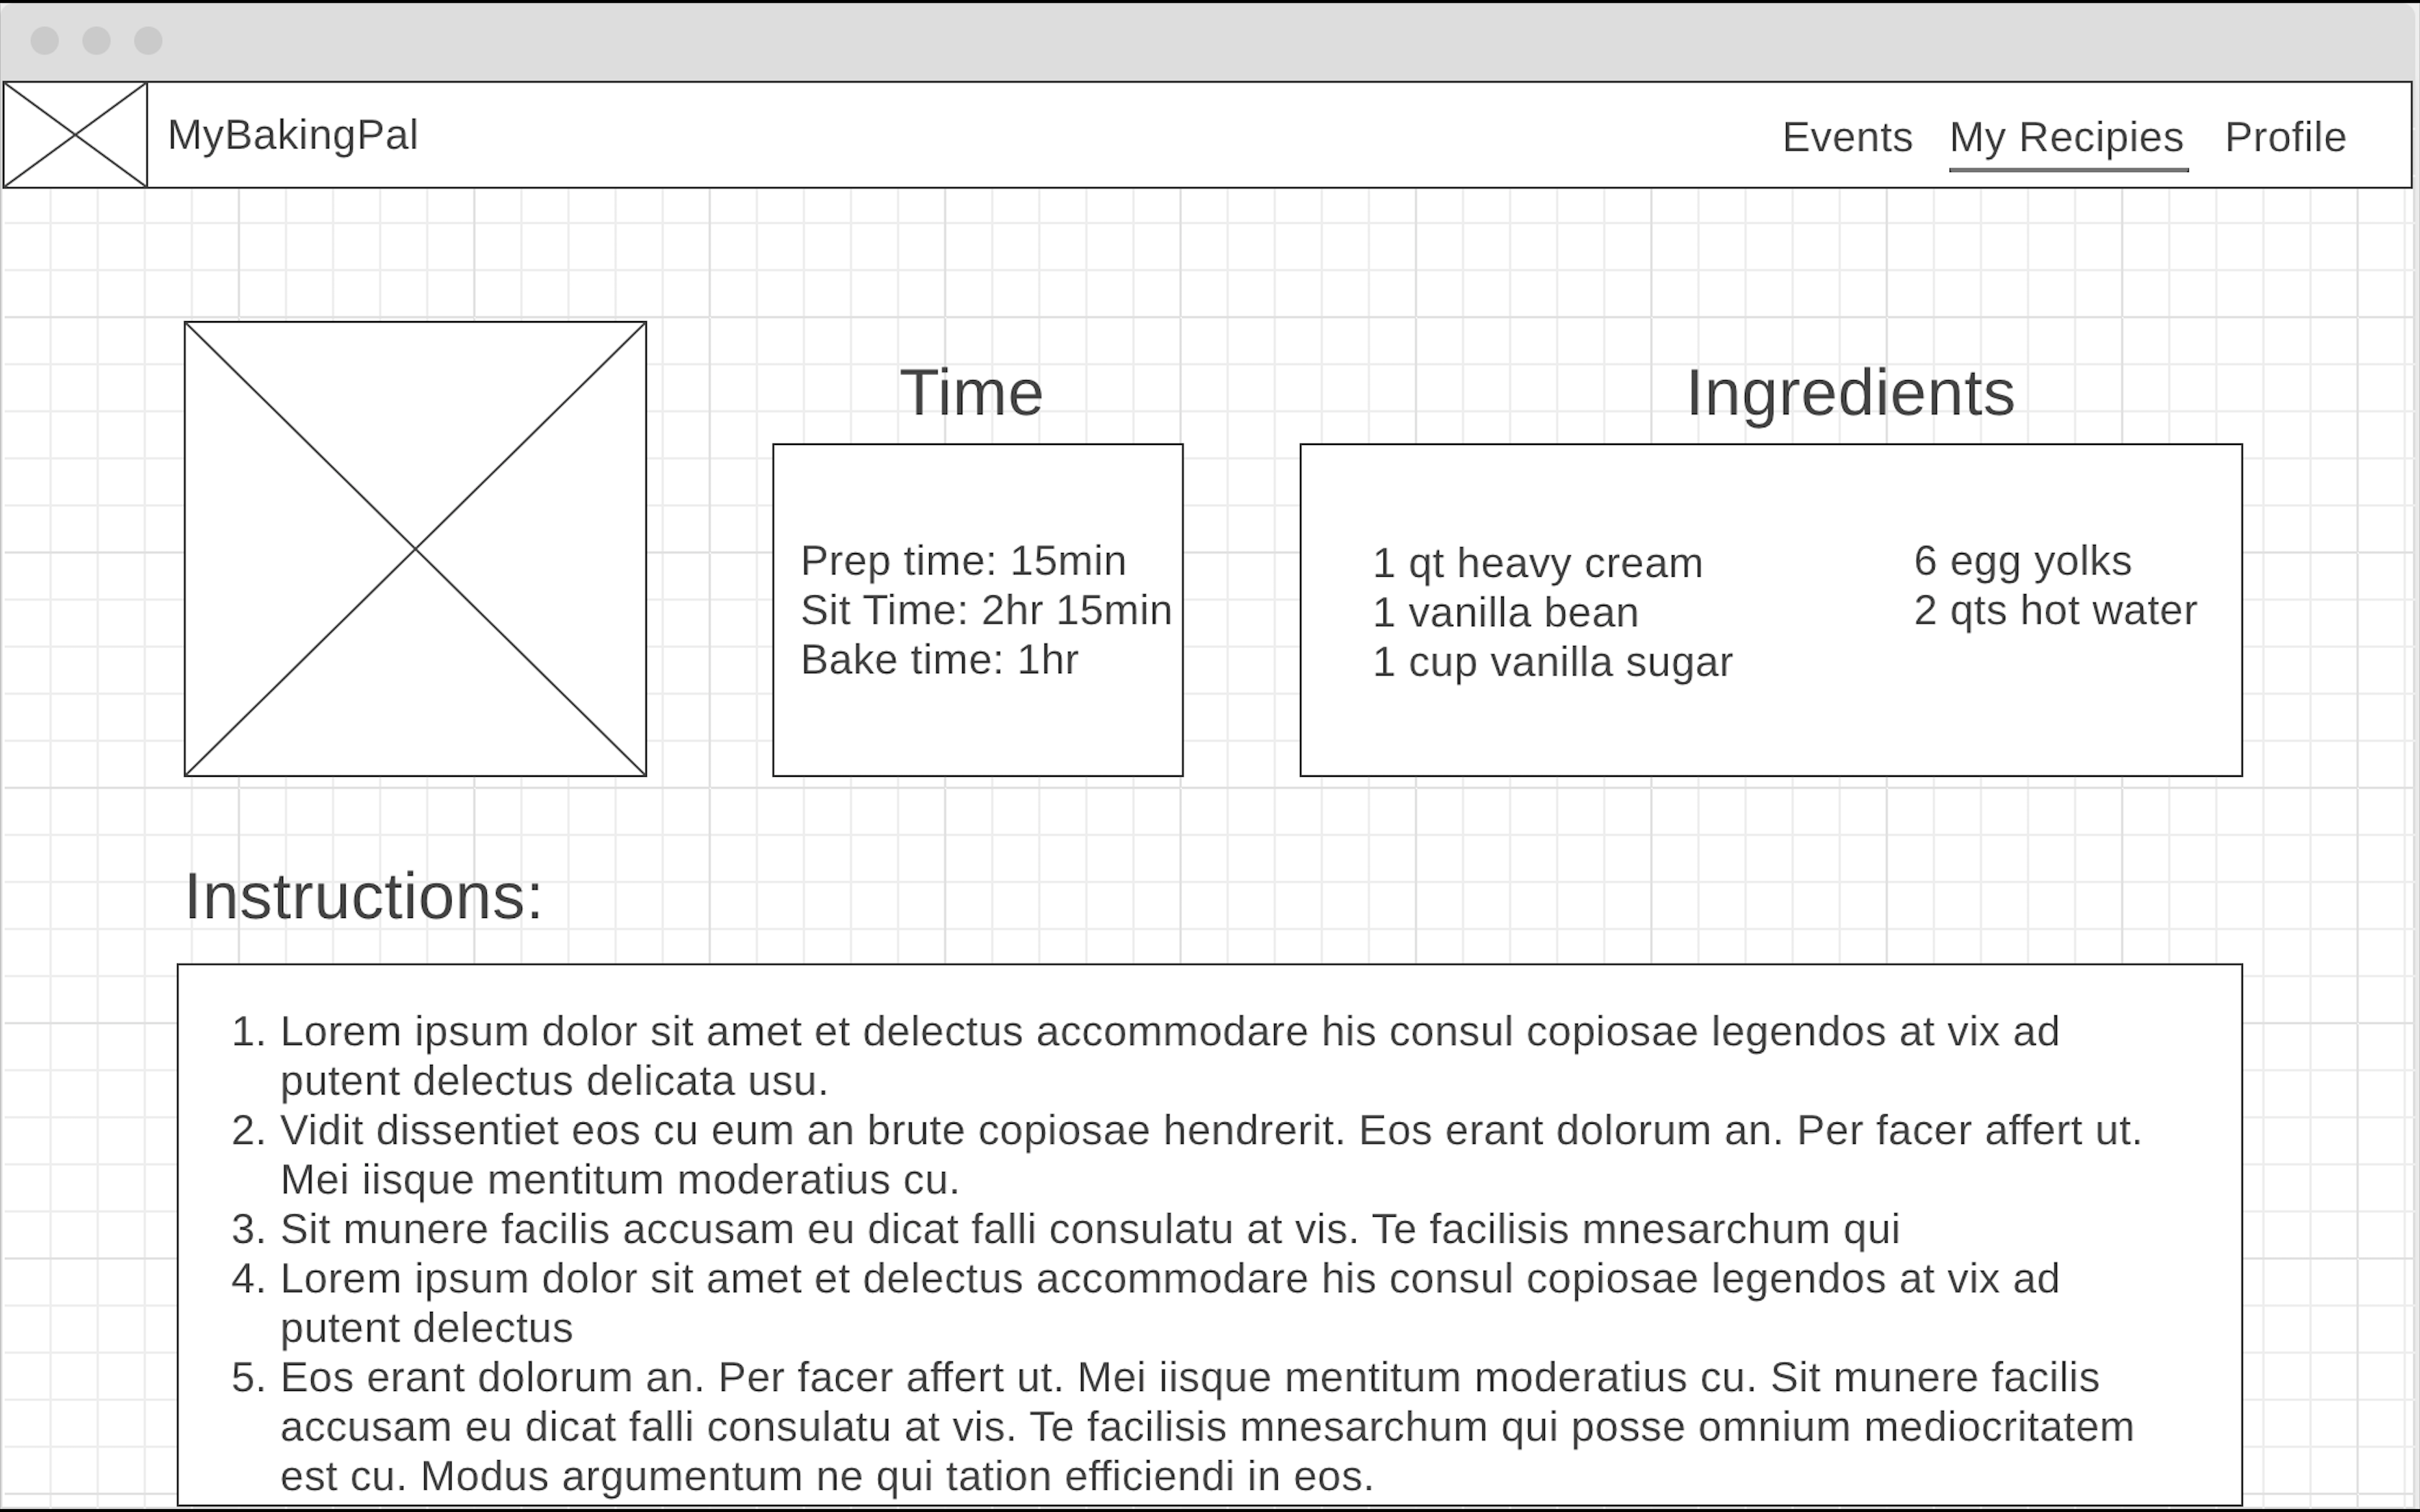 MyBakingPal
Events My Recipies Profile
Time
Prep time: 15min
Sit Time: 2hr 15min
Bake time: 1hr
Ingredients
1 qt heavy cream
1 vanilla bean
1 cup vanilla sugar
6 egg yolks
2 qts hot water
Instructions:
1. Lorem ipsum dolor sit amet et delectus accommodare his consul copiosae legendos at vix ad
putent delectus delicata usu.
2. Vidit dissentiet eos cu eum an brute copiosae hendrerit. Eos erant dolorum an. Per facer affert ut.
Mei iisque mentitum moderatius cu.
3. Sit munere facilis accusam eu dicat falli consulatu at vis. Te facilisis mnesarchum qui
4. Lorem ipsum dolor sit amet et delectus accommodare his consul copiosae legendos at vix ad
putent delectus
5. Eos erant dolorum an. Per facer affert ut. Mei iisque mentitum moderatius cu. Sit munere facilis
accusam eu dicat falli consulatu at vis. Te facilisis mnesarchum qui posse omnium mediocritatem
est cu. Modus argumentum ne qui tation efficiendi in eos.